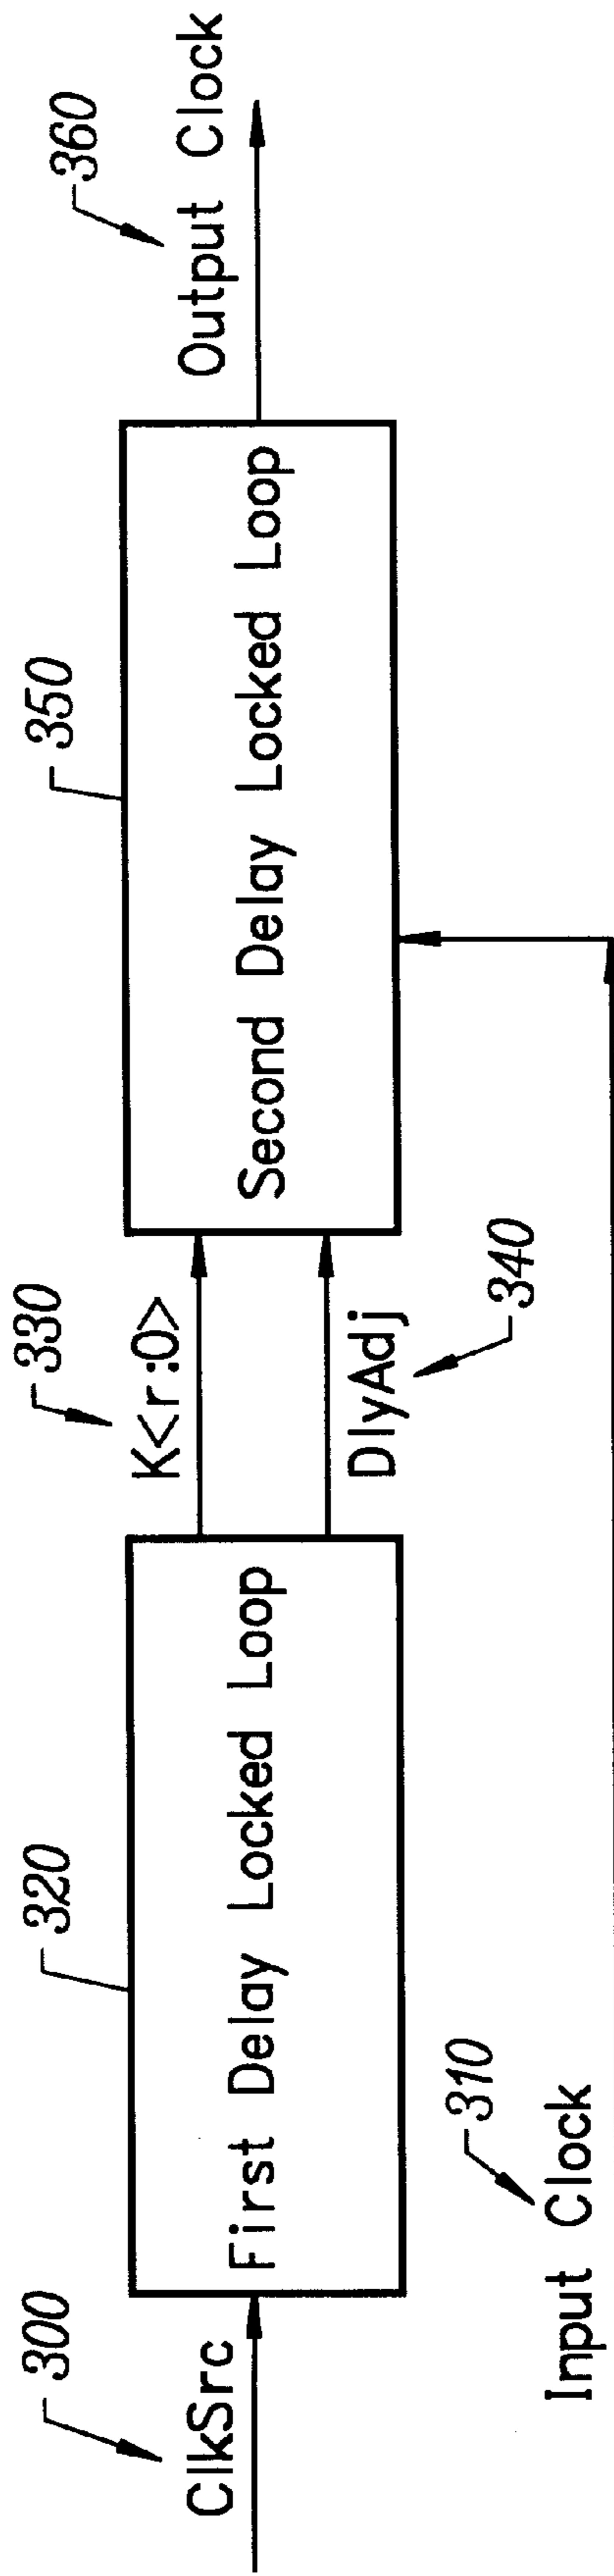 300
ClkSrc
320
First Delay Locked Loop
310
Input Clock
330
K<r:0>
DlyAdj
340
350
Second Delay Locked Loop
360
Output Clock